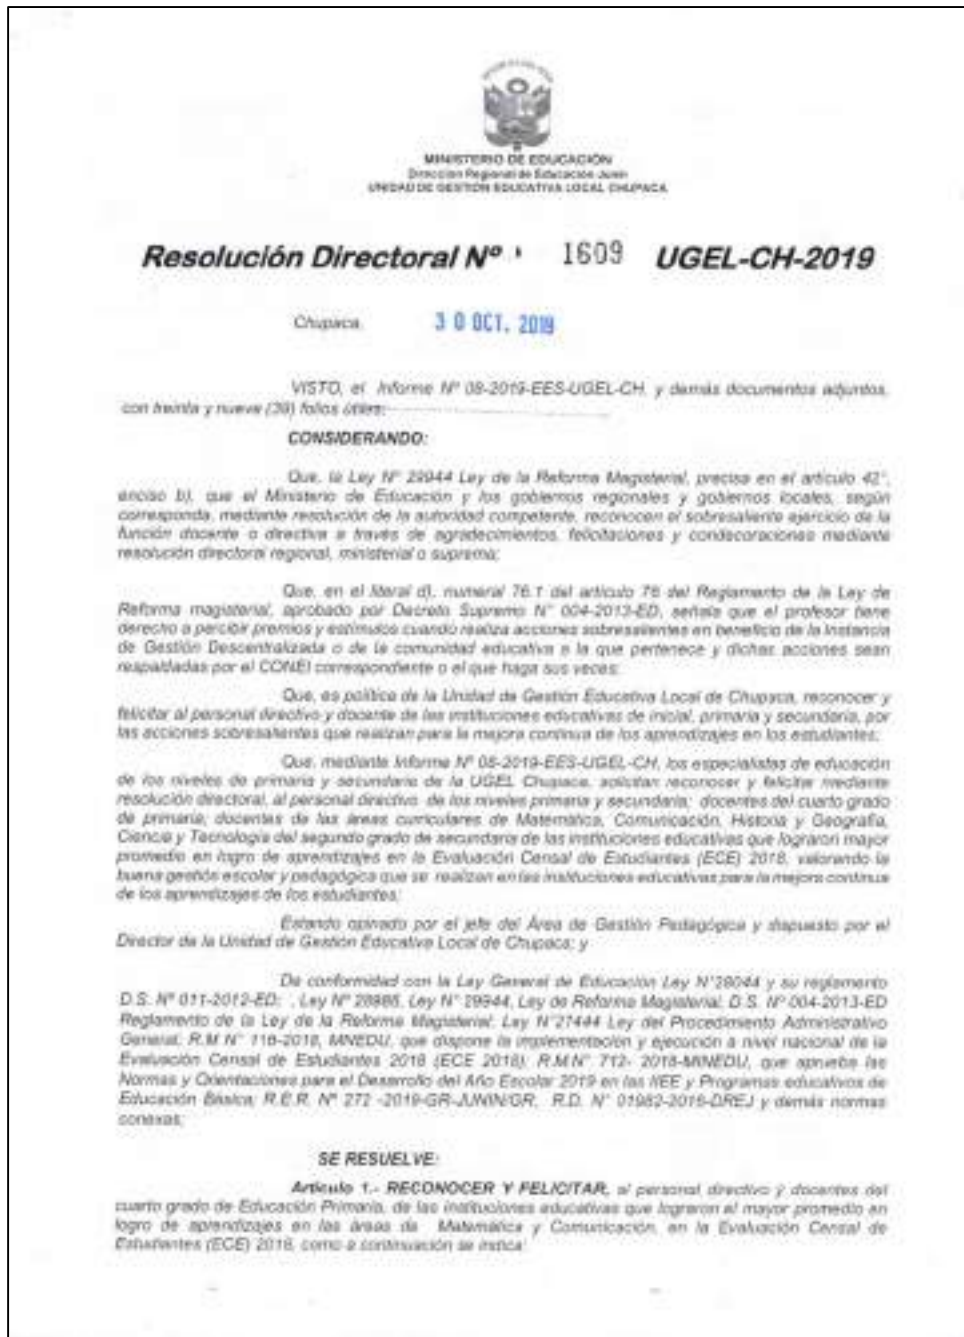 MINISTERIO DE EDUCACIÓN
Dirección Regional de Educación Junín
UNIDAD DE GESTIÓN EDUCATIVA LOCAL CHUPACA
Resolución Directoral Nº 1609 UGEL-CH-2019
Chupaca, 30 OCT. 2019
VISTO, el Informe Nº 08-2019-EES-UGEL-CH, y demás documentos adjuntos,
con treinta y nueve (39) folios útiles;
CONSIDERANDO:
Que, la Ley Nº 29944 Ley de la Reforma Magisterial, precisa en el artículo 42°,
enciso b), que el Ministerio de Educación y los gobiernos regionales y gobiernos locales, según
corresponda, mediante resolución de la autoridad competente, reconocen el sobresaliente ejercicio de la
función docente o directiva a través de agradecimientos, felicitaciones y condecoraciones mediante
resolución directoral regional, ministerial o suprema;
Que, en el literal d), numeral 76.1 del artículo 76 del Reglamento de la Ley de
Reforma magisterial, aprobado por Decreto Supremo N° 004-2013-ED, señala que el profesor tiene
derecho a percibir premios y estímulos cuando realiza acciones sobresalientes en beneficio de la Instancia
de Gestión Descentralizada o de la comunidad educativa a la que pertenece y dichas acciones sean
respaldadas por el CONEI correspondiente o el que haga sus veces;
Que, es política de la Unidad de Gestión Educativa Local de Chupaca, reconocer y
felicitar al personal directivo y docente de las instituciones educativas de inicial, primaria y secundaria, por
las acciones sobresalientes que realizan para la mejora continua de los aprendizajes en los estudiantes;
Que, mediante Informe Nº 08-2019-EES-UGEL-CH, los especialistas de educación
de los niveles de primaria y secundaria de la UGEL Chupaca, solicitan reconocer y felicitar mediante
resolución directoral, al personal directivo de los niveles primaria y secundaria; docentes del cuarto grado
de primaria; docentes de las áreas curriculares de Matemática, Comunicación, Historia y Geografía,
Ciencia y Tecnología del segundo grado de secundaria de las instituciones educativas que lograron mayor
promedio en logro de aprendizajes en la Evaluación Censal de Estudiantes (ECE) 2018, valorando la
buena gestión escolar y pedagógica que se realizan en las instituciones educativas para la mejora continua
de los aprendizajes de los estudiantes;
Estando opinado por el jefe del Área de Gestión Pedagógica y dispuesto por el
Director de la Unidad de Gestión Educativa Local de Chupaca; y
De conformidad con la Ley General de Educación Ley N°28044 y su reglamento
D.S. Nº 011-2012-ED; , Ley N° 28988, Ley N° 29944, Ley de Reforma Magisterial, D.S. Nº 004-2013-ED
Reglamento de la Ley de la Reforma Magisterial; Ley N°27444 Ley del Procedimiento Administrativo
General; R.M N° 116-2018, MINEDU, que dispone la implementación y ejecución a nivel nacional de la
Evaluación Censal de Estudiantes 2018 (ECE 2018); R.M.N° 712- 2018-MINEDU, que aprueba las
Normas y Orientaciones para el Desarrollo del Año Escolar 2019 en las IIEE y Programas educativos de
Educación Básica; R.E.R. Nº 272 -2019-GR-JUNIN/GR, R.D. N° 01982-2016-DREJ y demás normas
conexas;
SE RESUELVE:
Artículo 1.- RECONOCER Y FELICITAR, al personal directivo y docentes del
cuarto grado de Educación Primaria, de las instituciones educativas que lograron el mayor promedio en
logro de aprendizajes en las áreas de Matemática y Comunicación, en la Evaluación Censal de
Estudiantes (ECE) 2018, como a continuación se indica: